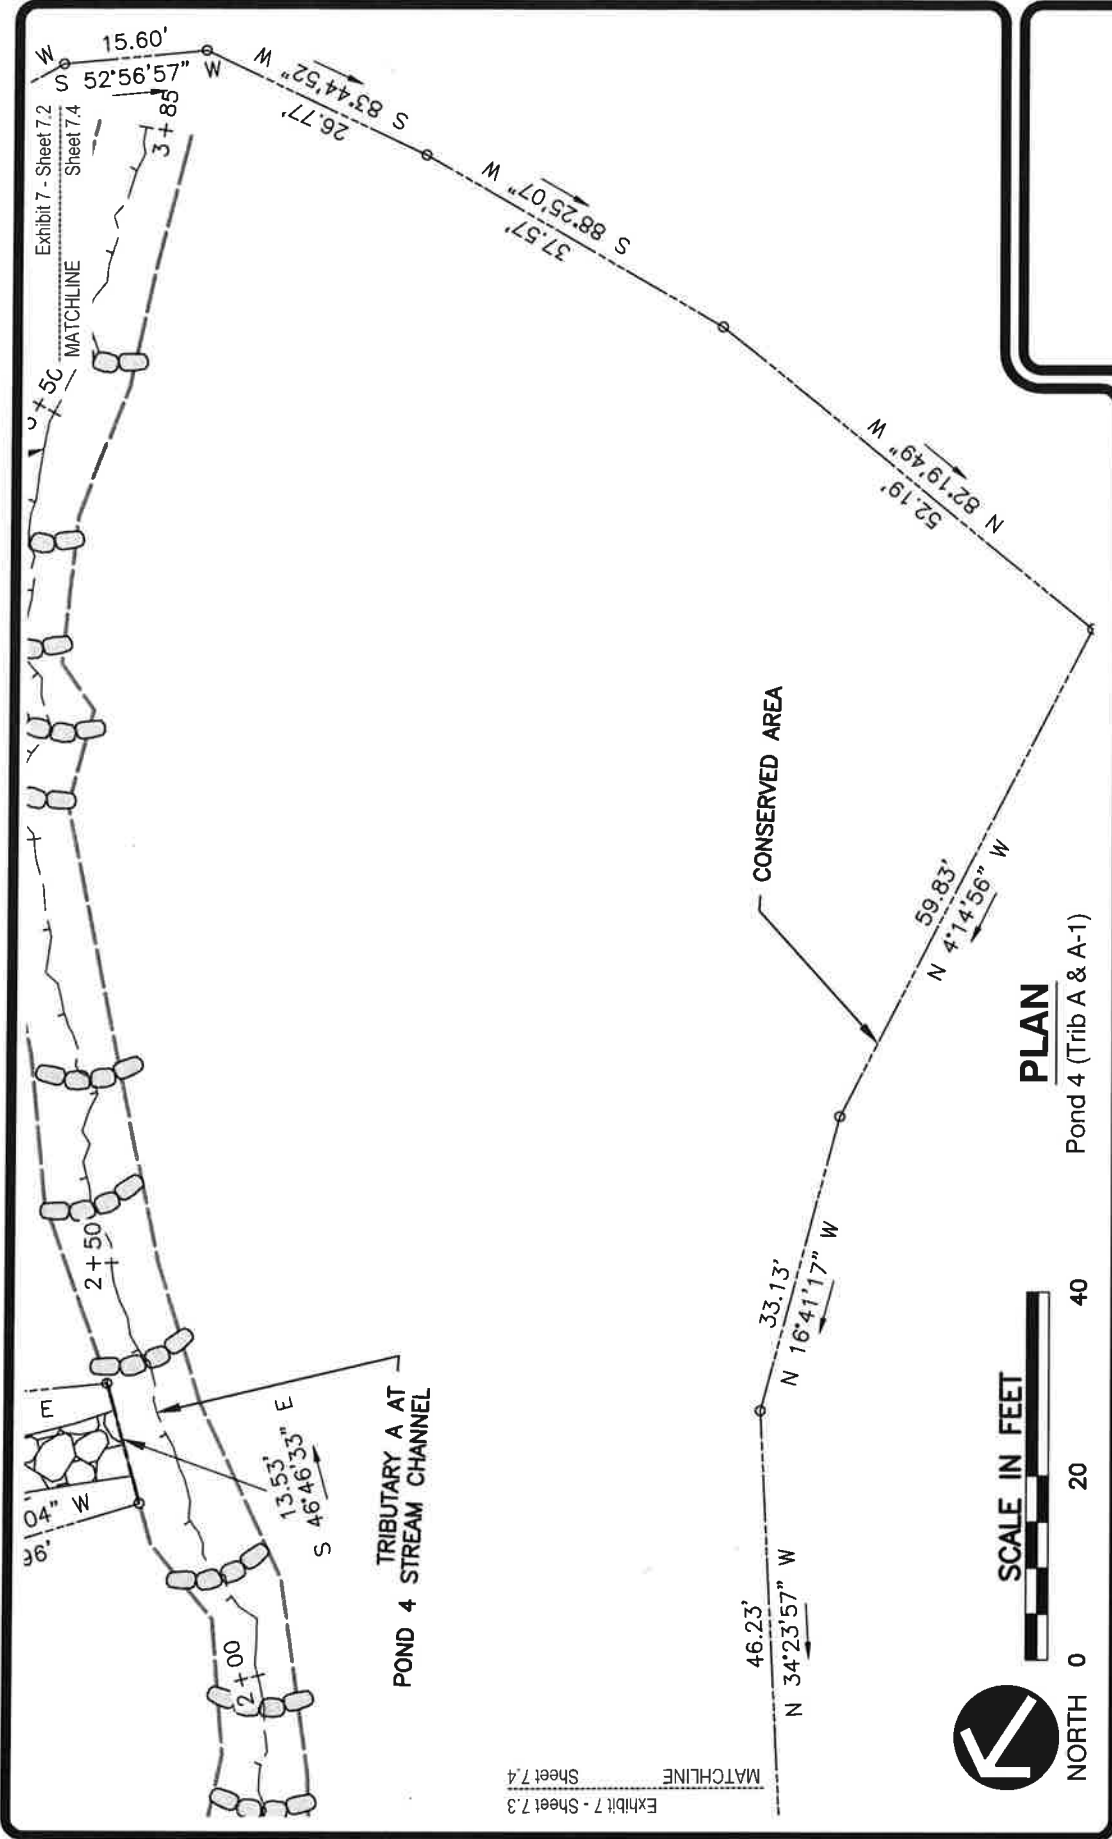 Exhibit 7 - Sheet 7.2
MATCHLINE Sheet 7.4
15.60'
S 52°56'57" W
W
26.77'
S 83°44'52" W
37.57'
S 88°25'07" W
52.19'
N 82°19'49" W
59.83'
N 4°14'56" W
33.13'
N 16°41'17" W
46.23'
N 34°23'57" W
3+85
+50
2+50
2+00
E
04" W
96'
13.53'
S 46°46'33" E
TRIBUTARY A AT
POND 4 STREAM CHANNEL
CONSERVED AREA
MATCHLINE Sheet 7.4
Exhibit 7 - Sheet 7.3
PLAN
Pond 4 (Trib A & A-1)
SCALE IN FEET
0 20 40
NORTH